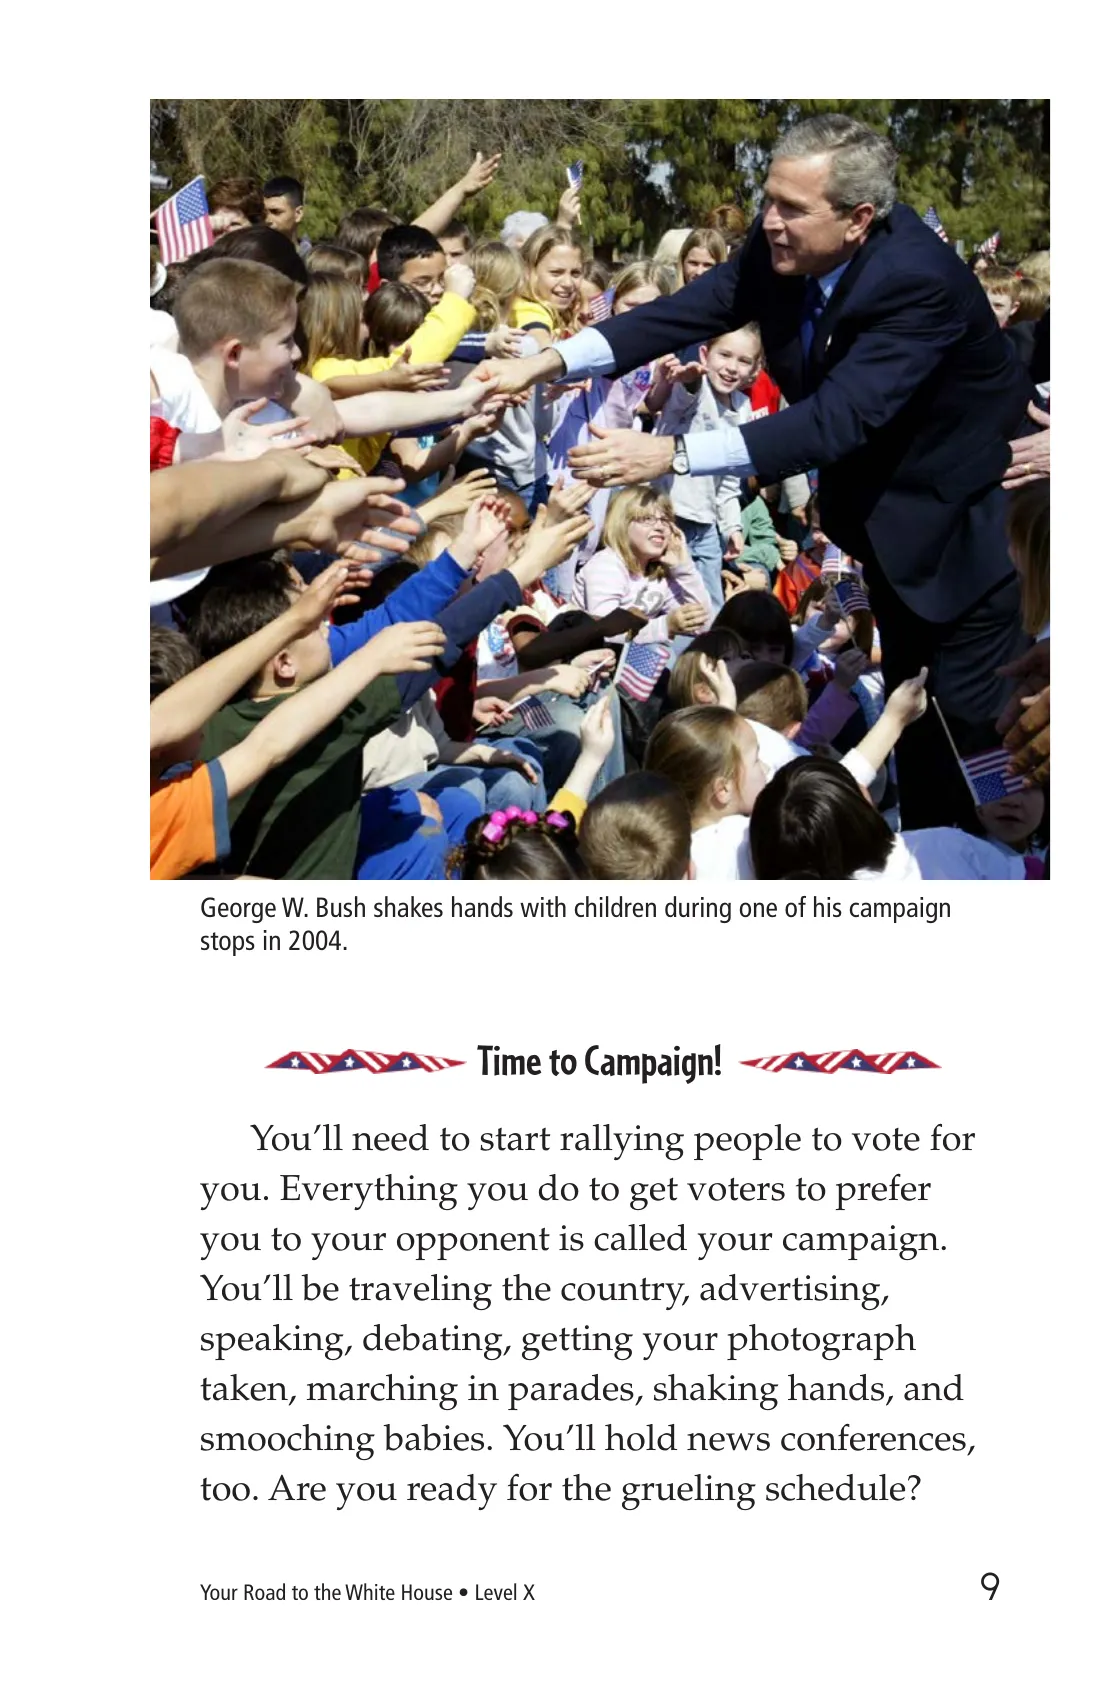 George W. Bush shakes hands with children during one of his campaign
stops in 2004.
Time to Campaign!
You’ll need to start rallying people to vote for
you. Everything you do to get voters to prefer
you to your opponent is called your campaign.
You’ll be traveling the country, advertising,
speaking, debating, getting your photograph
taken, marching in parades, shaking hands, and
smooching babies. You’ll hold news conferences,
too. Are you ready for the grueling schedule?
Your Road to the White House • Level X
9